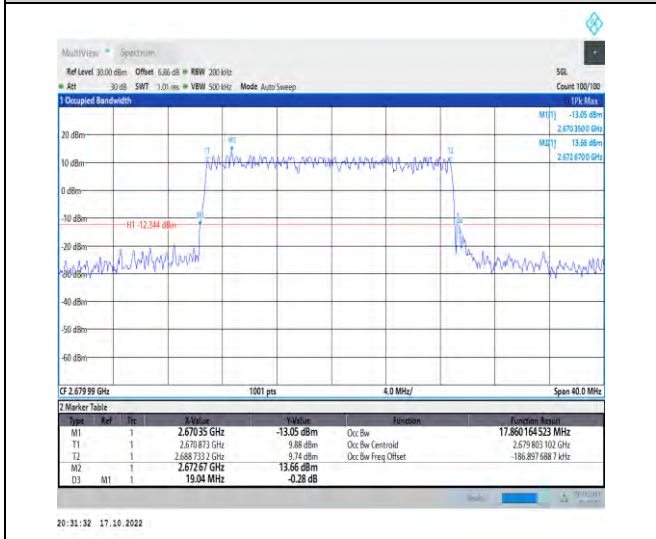 MultiView Spectrum
Ref Level 30.00 dBm Offset 6.86 dB RBW 200 kHz SGL
Att 30 dB SWT 1.01 ms VBW 500 kHz Mode Auto Sweep Count 100/100
1 Occupied Bandwidth 1Pk Max
M1[1] -13.05 dBm
2.670 350 0 GHz
M2[1] 13.66 dBm
2.672 670 0 GHz
20 dBm
M2
T1 T2
10 dBm
0 dBm
-10 dBm
M1
H1 -12.344 dBm
D3
-20 dBm
-30 dBm
-40 dBm
-50 dBm
-60 dBm
CF 2.679 99 GHz 1001 pts 4.0 MHz/ Span 40.0 MHz
2 Marker Table
Type Ref Trc X-Value Y-Value Function Function Result
M1 1 2.670 35 GHz -13.05 dBm Occ Bw 17.860 164 523 MHz
T1 1 2.670 873 GHz 9.88 dBm Occ Bw Centroid 2.679 803 102 GHz
T2 1 2.688 733 2 GHz 9.74 dBm Occ Bw Freq Offset -186.897 688 7 kHz
M2 1 2.672 67 GHz 13.66 dBm
D3 M1 1 19.04 MHz -0.28 dB
20:31:32 17.10.2022